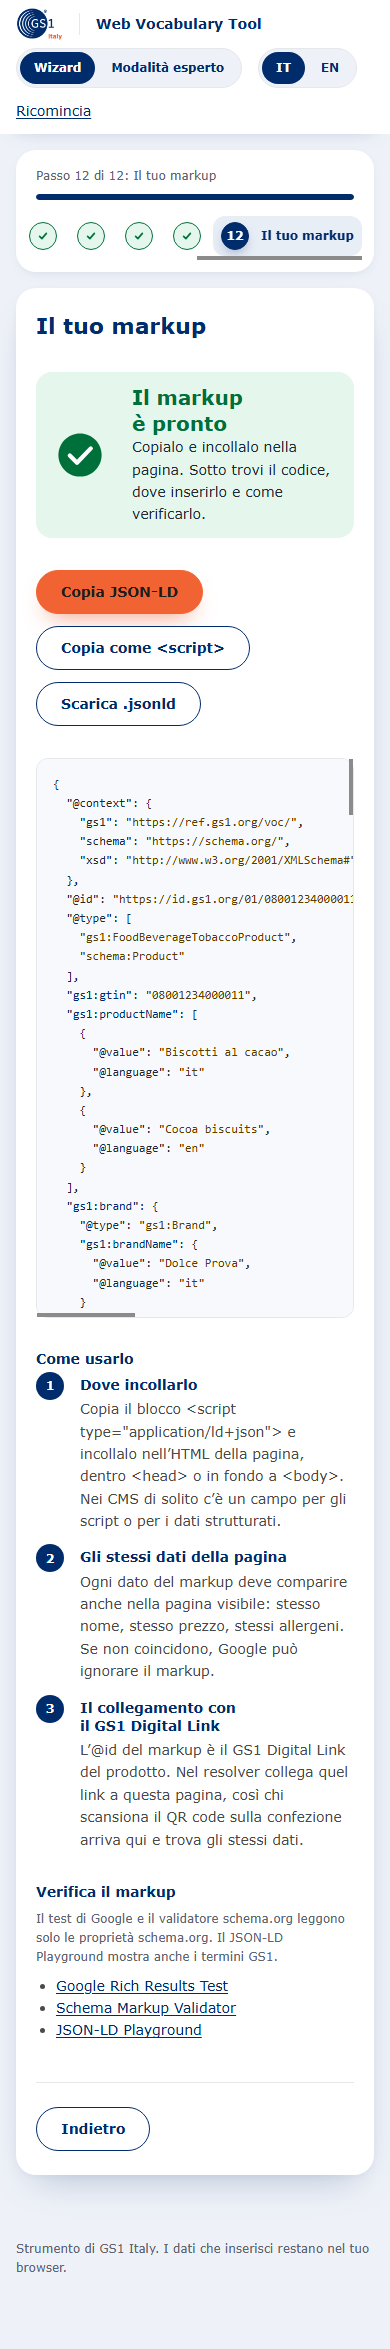 GS1
Italy
Web Vocabulary Tool
Wizard
Modalità esperto
IT
EN
Ricomincia
Passo 12 di 12: Il tuo markup
12
Il tuo markup
Il tuo markup
Il markup
è pronto
Copialo e incollalo nella
pagina. Sotto trovi il codice,
dove inserirlo e come
verificarlo.
Copia JSON-LD
Copia come <script>
Scarica .jsonld
{
"@context": {
"gs1": "https://ref.gs1.org/voc/",
"schema": "https://schema.org/",
"xsd": "http://www.w3.org/2001/XMLSchema#"
},
"@id": "https://id.gs1.org/01/08001234000011
"@type": [
"gs1:FoodBeverageTobaccoProduct",
"schema:Product"
],
"gs1:gtin": "08001234000011",
"gs1:productName": [
{
"@value": "Biscotti al cacao",
"@language": "it"
},
{
"@value": "Cocoa biscuits",
"@language": "en"
}
],
"gs1:brand": {
"@type": "gs1:Brand",
"gs1:brandName": {
"@value": "Dolce Prova",
"@language": "it"
}
Come usarlo
1
Dove incollarlo
Copia il blocco <script
type="application/ld+json"> e
incollalo nell’HTML della pagina,
dentro <head> o in fondo a <body>.
Nei CMS di solito c’è un campo per gli
script o per i dati strutturati.
2
Gli stessi dati della pagina
Ogni dato del markup deve comparire
anche nella pagina visibile: stesso
nome, stesso prezzo, stessi allergeni.
Se non coincidono, Google può
ignorare il markup.
3
Il collegamento con
il GS1 Digital Link
L’@id del markup è il GS1 Digital Link
del prodotto. Nel resolver collega quel
link a questa pagina, così chi
scansiona il QR code sulla confezione
arriva qui e trova gli stessi dati.
Verifica il markup
Il test di Google e il validatore schema.org leggono
solo le proprietà schema.org. Il JSON-LD
Playground mostra anche i termini GS1.
Google Rich Results Test
Schema Markup Validator
JSON-LD Playground
Indietro
Strumento di GS1 Italy. I dati che inserisci restano nel tuo
browser.